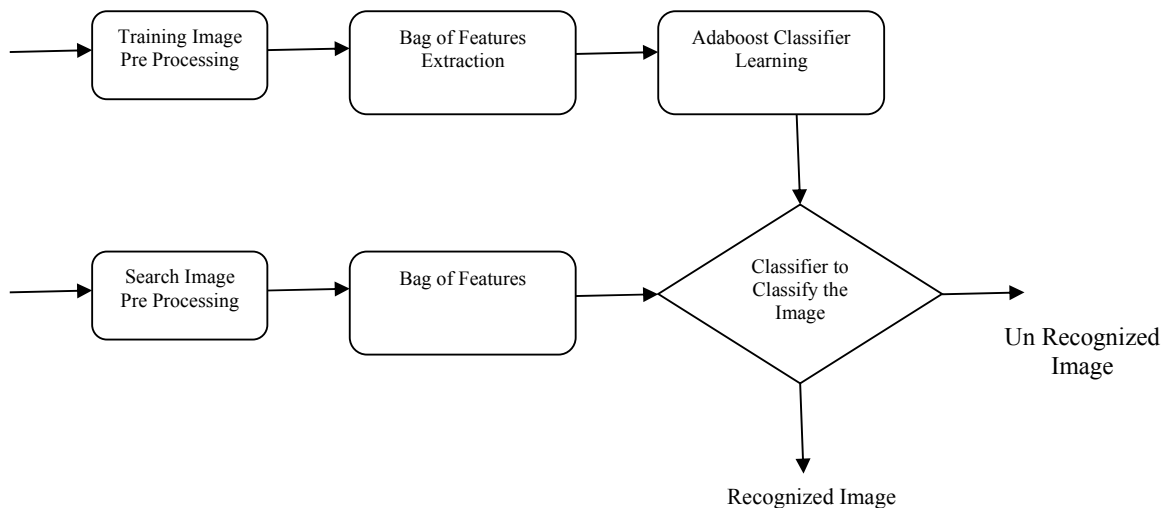 Training Image
Pre Processing
Bag of Features
Extraction
Adaboost Classifier
Learning
Search Image
Pre Processing
Bag of Features
Classifier to
Classify the
Image
Un Recognized
Image
Recognized Image